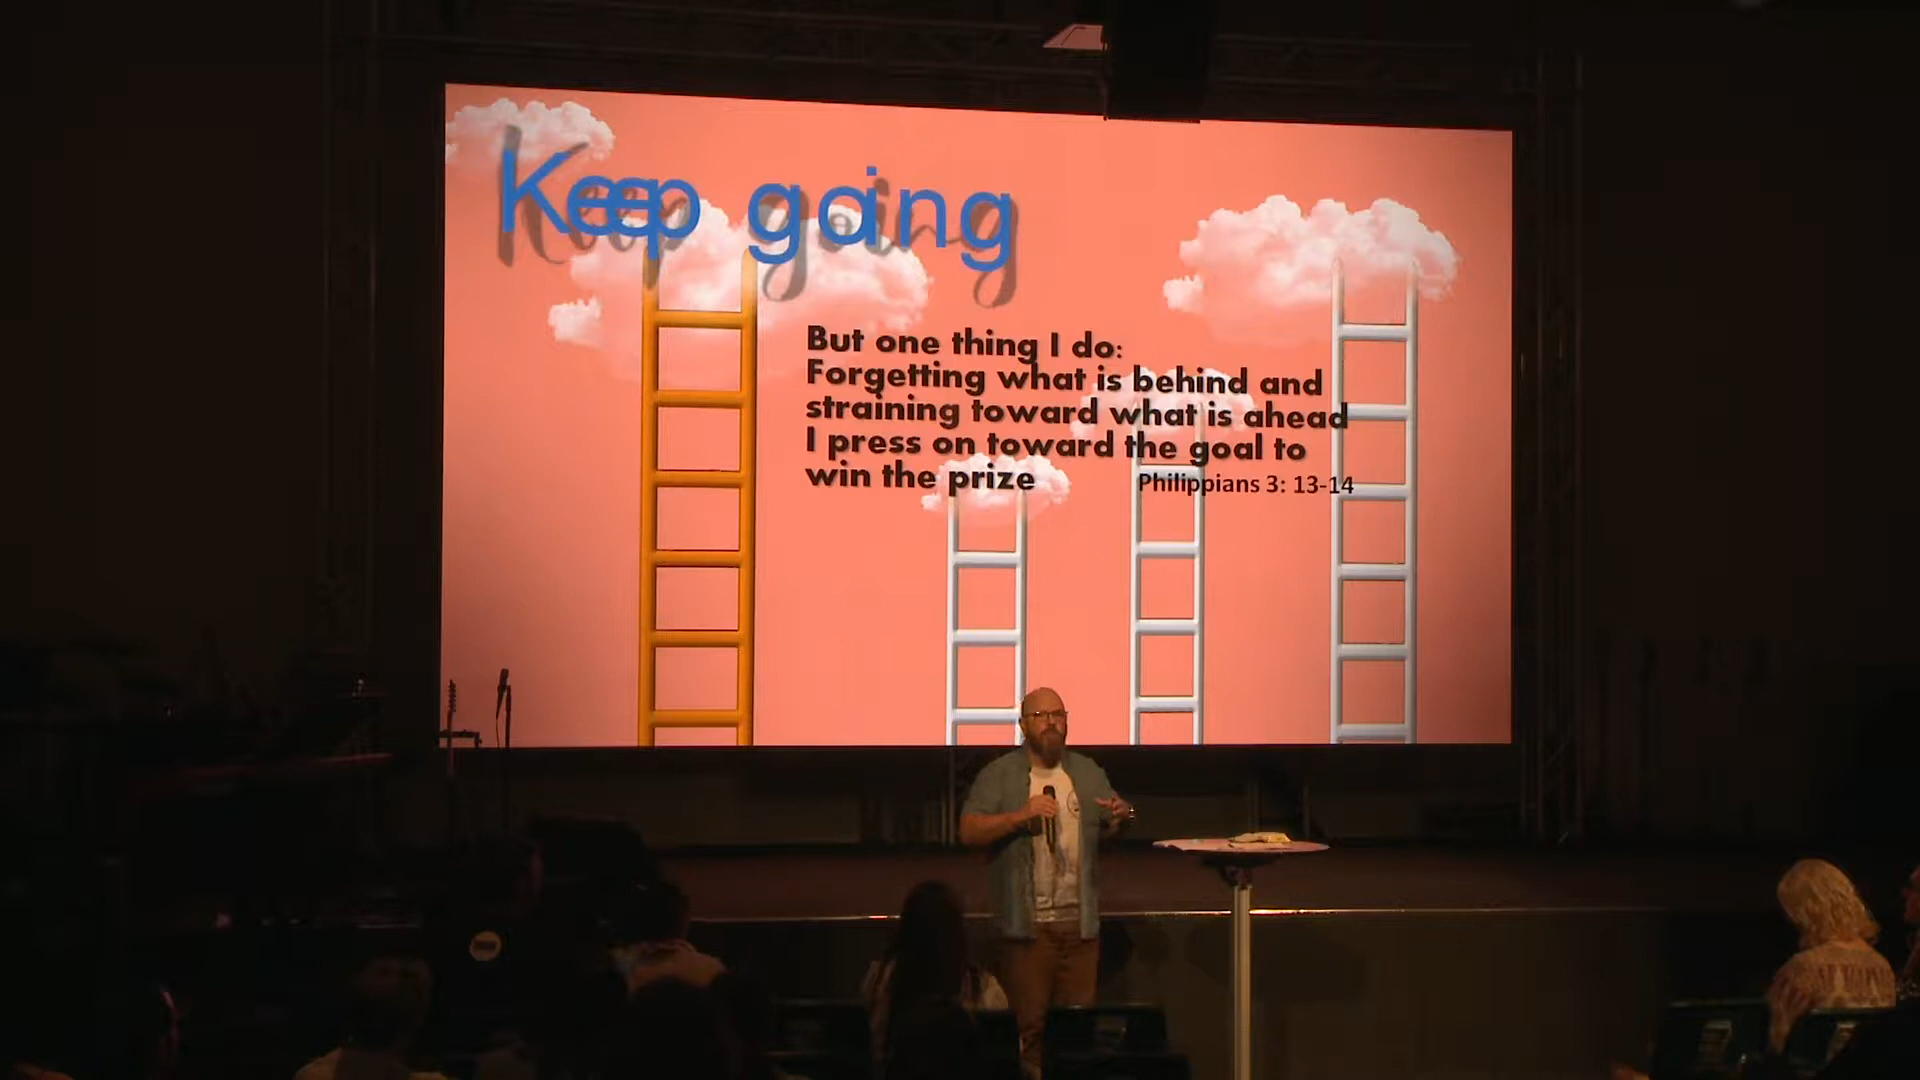 Keep going
But one thing I do:
Forgetting what is behind and
straining toward what is ahead
I press on toward the goal to
win the prize
Philippians 3: 13-14